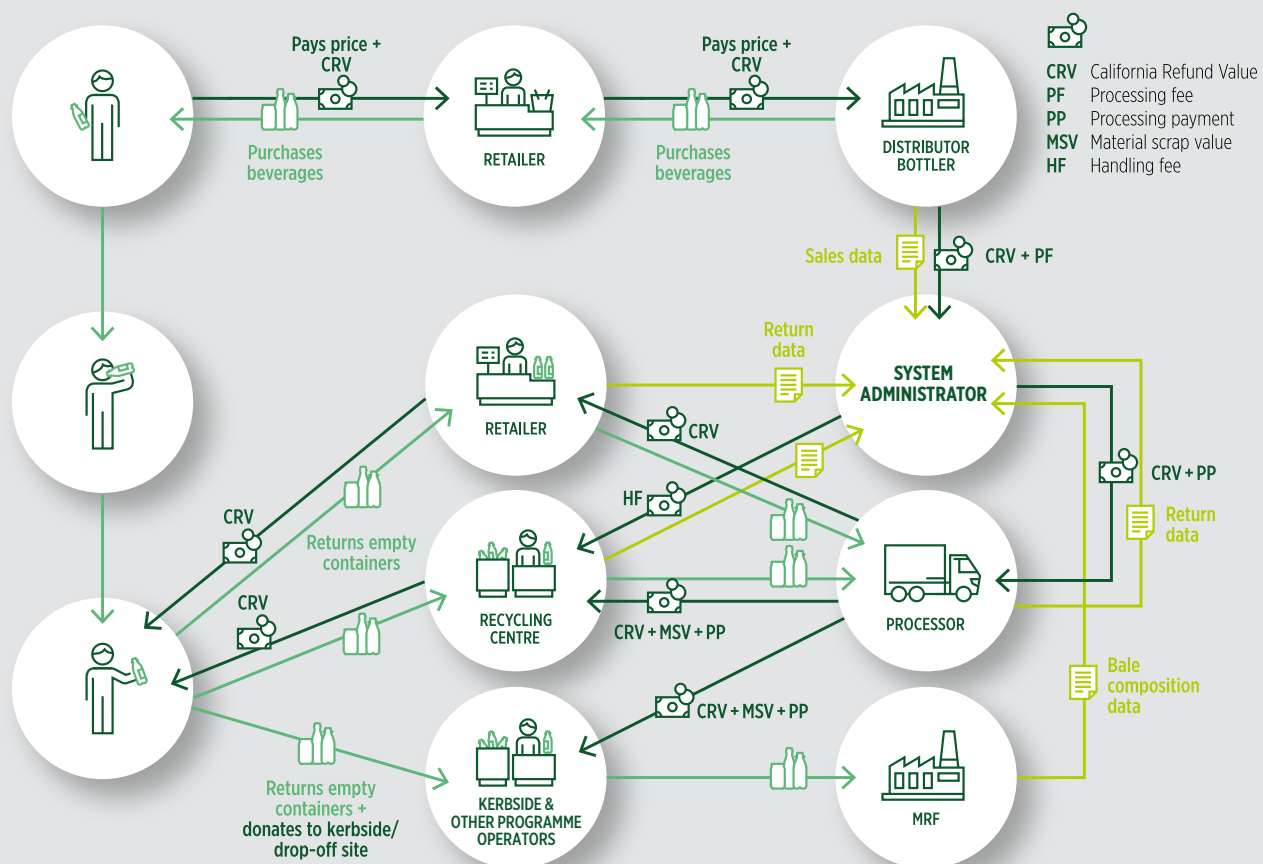 Pays price +
CRV
Pays price +
CRV
CRV California Refund Value
PF Processing fee
PP Processing payment
MSV Material scrap value
HF Handling fee
RETAILER
DISTRIBUTOR
BOTTLER
Purchases
beverages
Purchases
beverages
Sales data
CRV + PF
Return
data
SYSTEM
ADMINISTRATOR
RETAILER
CRV
CRV + PP
HF
CRV
Returns empty
containers
Return
data
CRV
RECYCLING
CENTRE
CRV + MSV + PP
PROCESSOR
Bale
composition
data
CRV + MSV + PP
Returns empty
containers +
donates to kerbside/
drop-off site
KERBSIDE &
OTHER PROGRAMME
OPERATORS
MRF